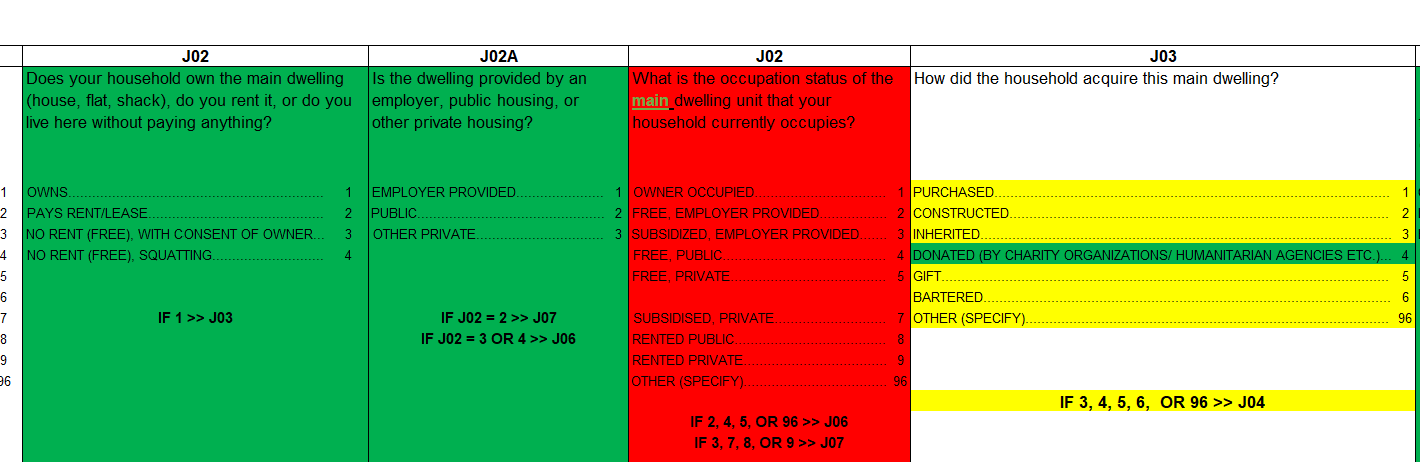 J02
Does your household own the main dwelling
(house, flat, shack), do you rent it, or do you
live here without paying anything?
1
2
3
4
5
6
7
8
9
96
OWNS 1
PAYS RENT/LEASE 2
NO RENT (FREE), WITH CONSENT OF OWNER... 3
NO RENT (FREE), SQUATTING 4
IF 1 >> J03
J02A
Is the dwelling provided by an
employer, public housing, or
other private housing?
EMPLOYER PROVIDED 1
PUBLIC 2
OTHER PRIVATE 3
IF J02 = 2 >> J07
IF J02 = 3 OR 4 >> J06
J02
What is the occupation status of the
main dwelling unit that your
household currently occupies?
OWNER OCCUPIED 1
FREE, EMPLOYER PROVIDED 2
SUBSIDIZED, EMPLOYER PROVIDED 3
FREE, PUBLIC 4
FREE, PRIVATE 5
SUBSIDISED, PRIVATE 7
RENTED PUBLIC 8
RENTED PRIVATE 9
OTHER (SPECIFY) 96
IF 2, 4, 5, OR 96 >> J06
IF 3, 7, 8, OR 9 >> J07
J03
How did the household acquire this main dwelling?
PURCHASED 1
CONSTRUCTED 2
INHERITED 3
DONATED (BY CHARITY ORGANIZATIONS/ HUMANITARIAN AGENCIES ETC.)... 4
GIFT 5
BARTERED 6
OTHER (SPECIFY) 96
IF 3, 4, 5, 6, OR 96 >> J04